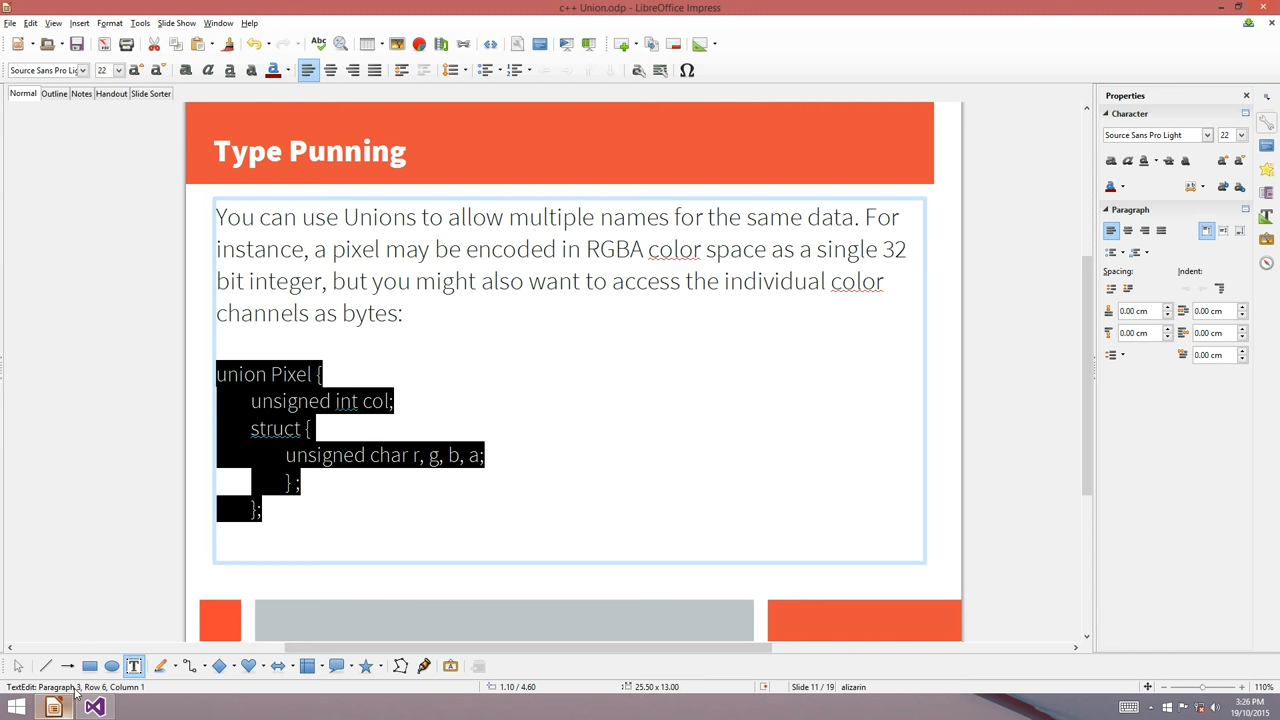 c++ Union.odp - LibreOffice Impress
File Edit View Insert Format Tools Slide Show Window Help
Source Sans Pro Lig 22
Normal Outline Notes Handout Slide Sorter
Type Punning
You can use Unions to allow multiple names for the same data. For
instance, a pixel may be encoded in RGBA color space as a single 32
bit integer, but you might also want to access the individual color
channels as bytes:
union Pixel {
unsigned int col;
struct {
unsigned char r, g, b, a;
} ;
};
Properties
Character
Source Sans Pro Light 22
Paragraph
Spacing: Indent:
0.00 cm 0.00 cm
0.00 cm 0.00 cm
0.00 cm
TextEdit: Paragraph 3, Row 6, Column 1 1.10 / 4.60 25.50 x 13.00 Slide 11 / 19 alizarin 110%
3:26 PM
19/10/2015